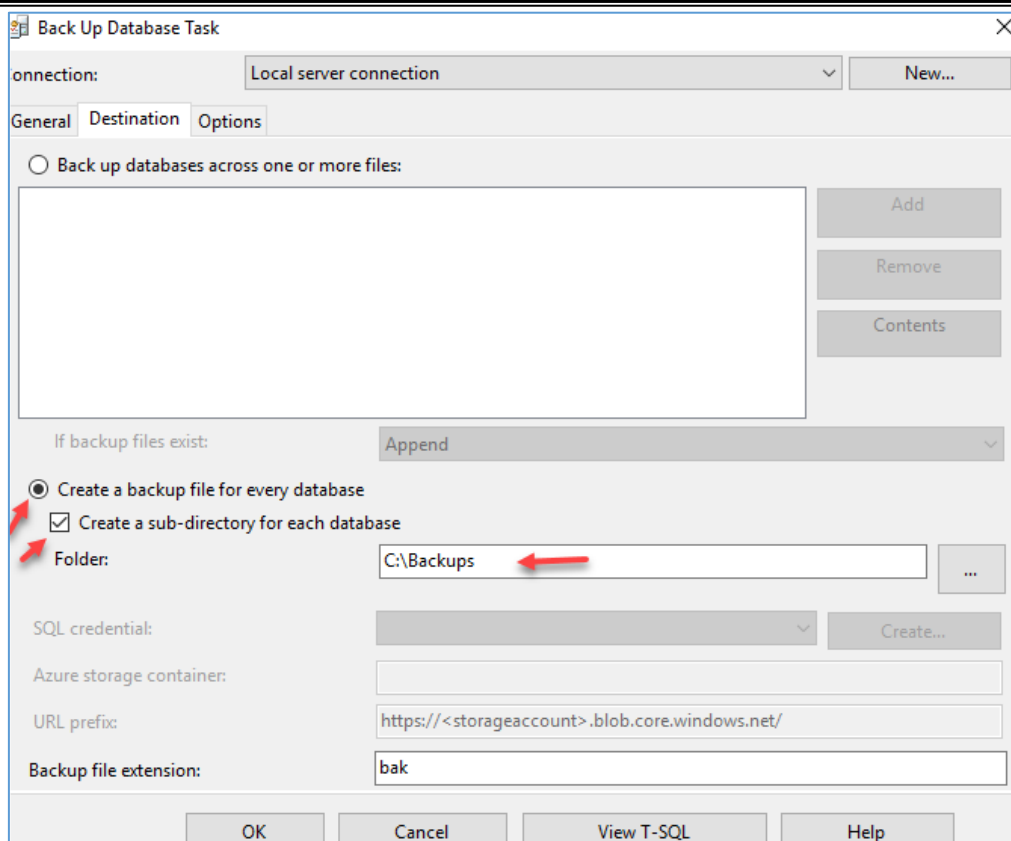 Back Up Database Task
onnection:
Local server connection
New...
General
Destination
Options
Back up databases across one or more files:
Add
Remove
Contents
If backup files exist:
Append
Create a backup file for every database
Create a sub-directory for each database
Folder:
C:\Backups
...
SQL credential:
Create...
Azure storage container:
URL prefix:
https://<storageaccount>.blob.core.windows.net/
Backup file extension:
bak
OK
Cancel
View T-SQL
Help